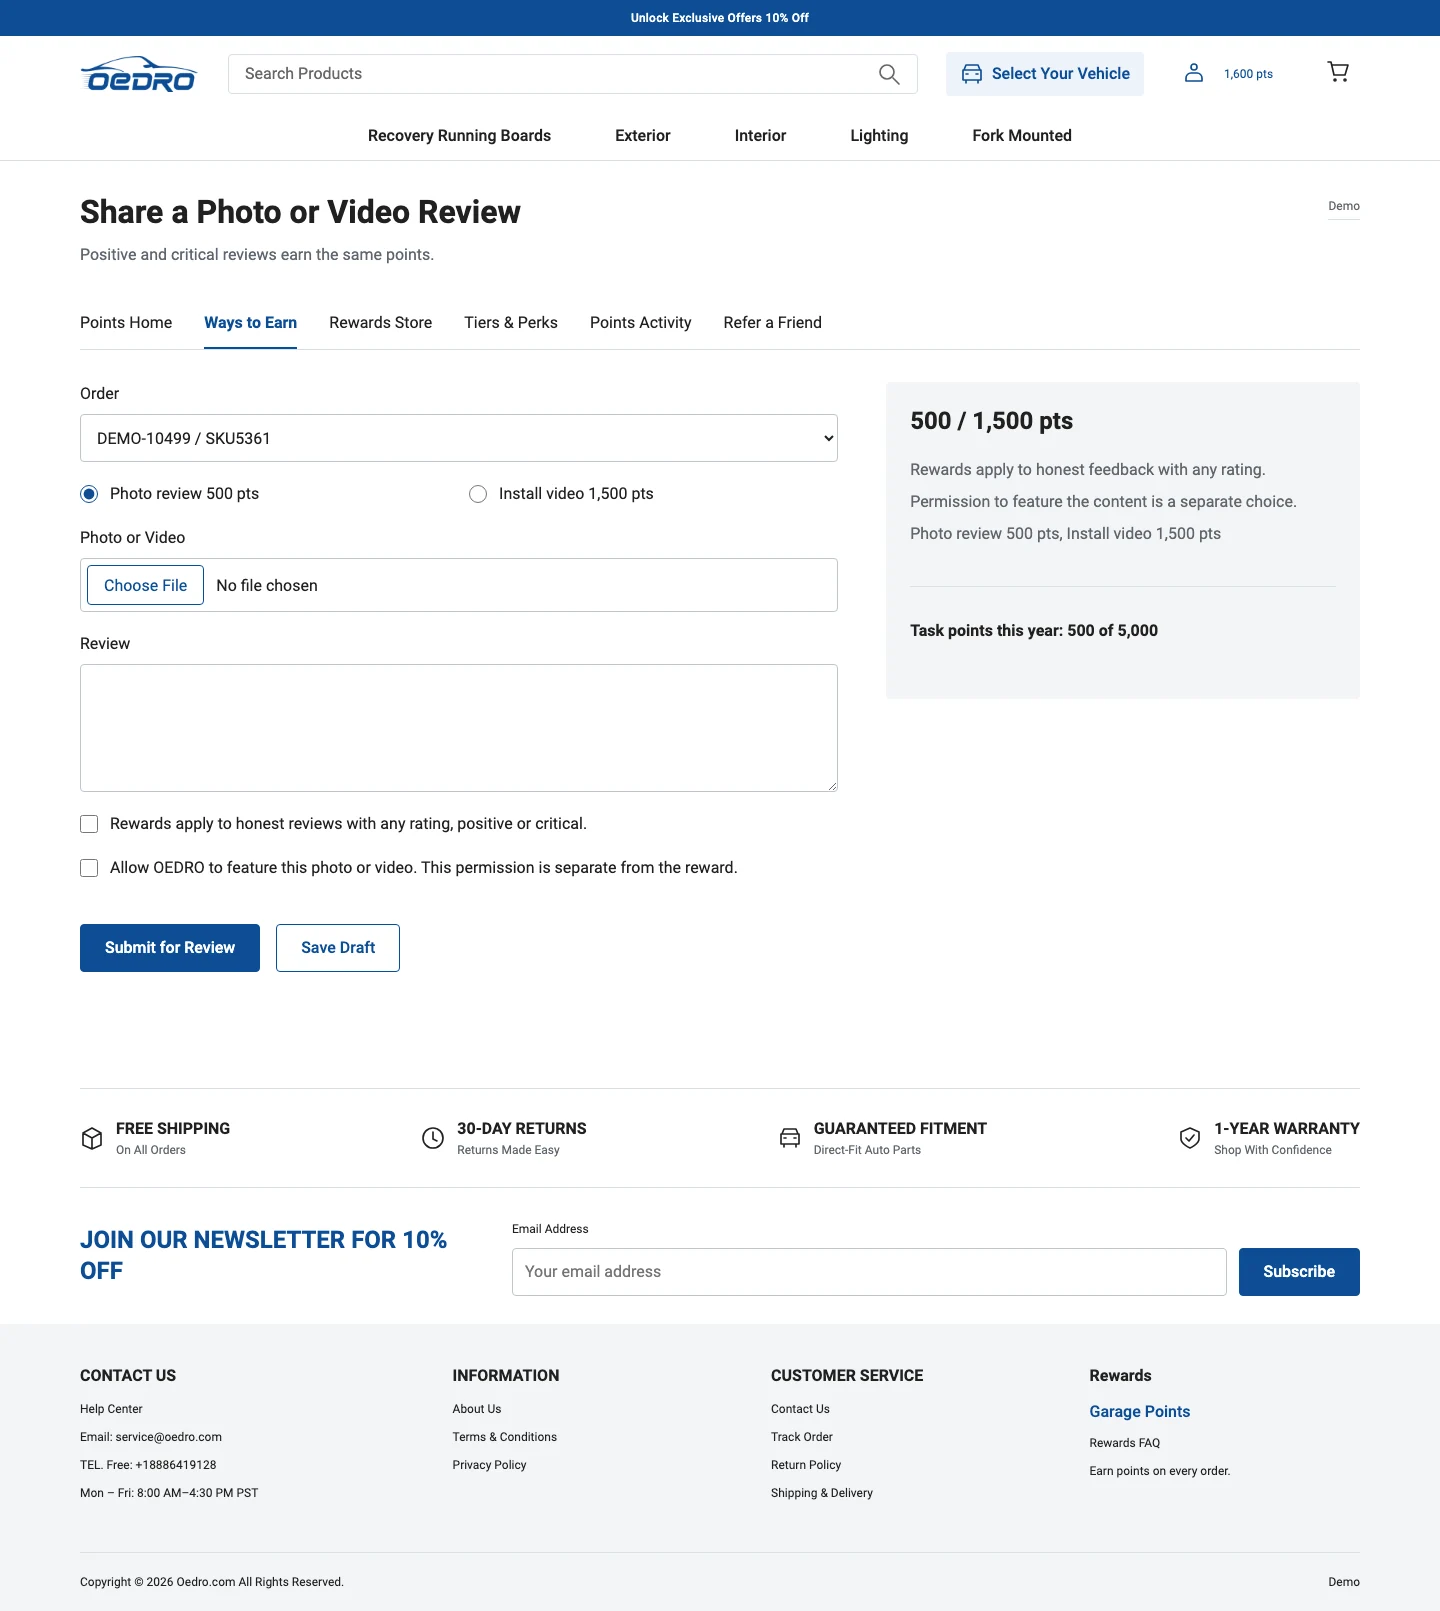 Unlock Exclusive Offers 10% Off
OEDRO
Search Products
Select Your Vehicle
1,600 pts
Recovery Running Boards
Exterior
Interior
Lighting
Fork Mounted
Share a Photo or Video Review
Demo
Positive and critical reviews earn the same points.
Points Home
Ways to Earn
Rewards Store
Tiers & Perks
Points Activity
Refer a Friend
Order
DEMO-10499 / SKU5361
Photo review 500 pts
Install video 1,500 pts
Photo or Video
Choose File
No file chosen
Review
Rewards apply to honest reviews with any rating, positive or critical.
Allow OEDRO to feature this photo or video. This permission is separate from the reward.
Submit for Review
Save Draft
500 / 1,500 pts
Rewards apply to honest feedback with any rating.
Permission to feature the content is a separate choice.
Photo review 500 pts, Install video 1,500 pts
Task points this year: 500 of 5,000
FREE SHIPPING
On All Orders
30-DAY RETURNS
Returns Made Easy
GUARANTEED FITMENT
Direct-Fit Auto Parts
1-YEAR WARRANTY
Shop With Confidence
JOIN OUR NEWSLETTER FOR 10%
OFF
Email Address
Your email address
Subscribe
CONTACT US
Help Center
Email: service@oedro.com
TEL. Free: +18886419128
Mon – Fri: 8:00 AM–4:30 PM PST
INFORMATION
About Us
Terms & Conditions
Privacy Policy
CUSTOMER SERVICE
Contact Us
Track Order
Return Policy
Shipping & Delivery
Rewards
Garage Points
Rewards FAQ
Earn points on every order.
Copyright © 2026 Oedro.com All Rights Reserved.
Demo